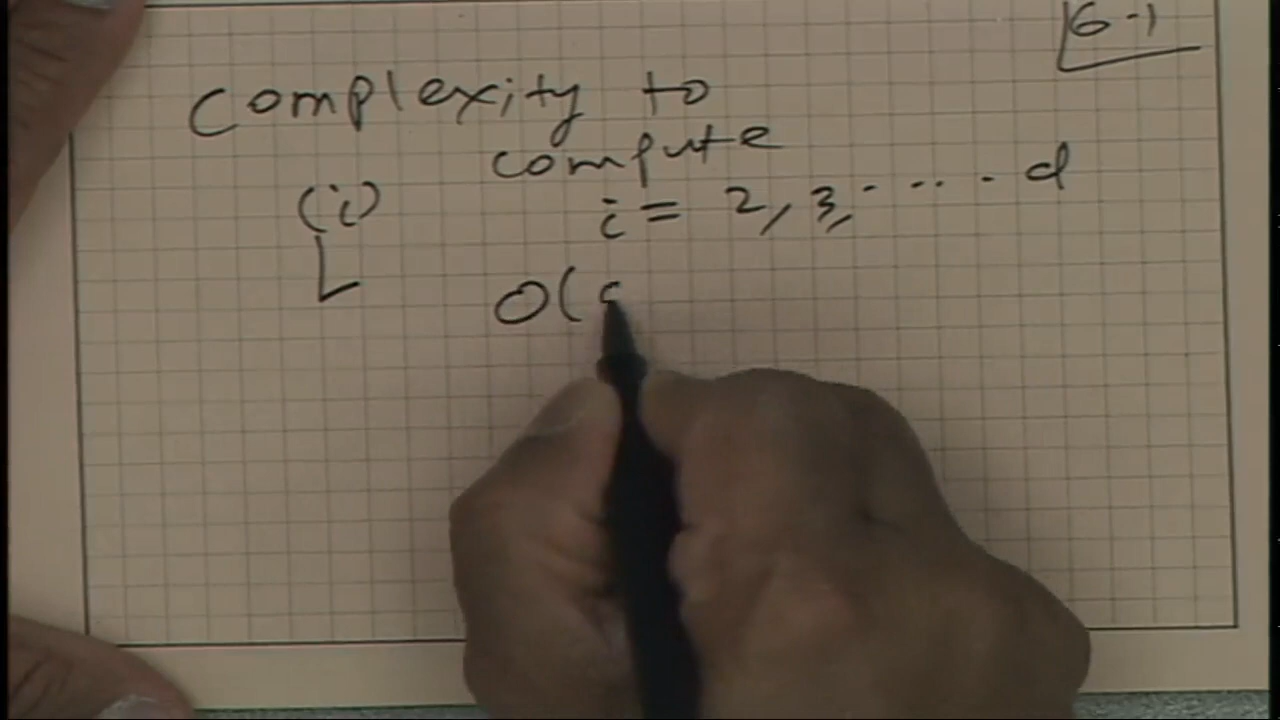 6-1
Complexity to
compute
(i) i = 2, 3, .... d
O(